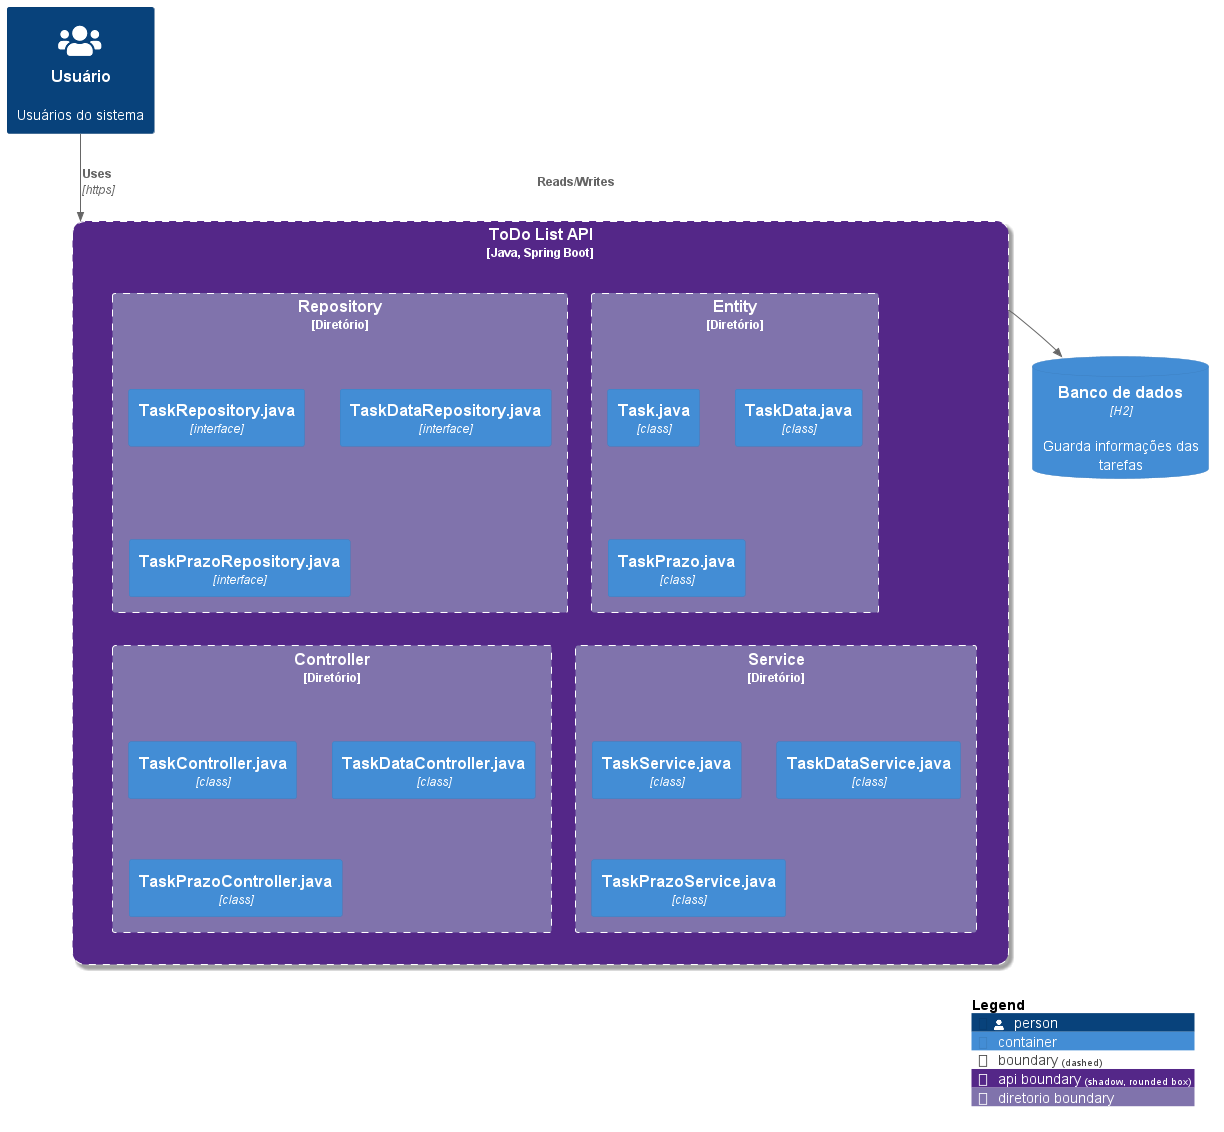 Usuário
Usuários do sistema
Uses
[https]
Reads/Writes
ToDo List API
[Java, Spring Boot]
Repository
[Diretório]
TaskRepository.java
[interface]
TaskDataRepository.java
[interface]
TaskPrazoRepository.java
[interface]
Entity
[Diretório]
Task.java
[class]
TaskData.java
[class]
TaskPrazo.java
[class]
Banco de dados
[H2]
Guarda informações das
tarefas
Controller
[Diretório]
TaskController.java
[class]
TaskDataController.java
[class]
TaskPrazoController.java
[class]
Service
[Diretório]
TaskService.java
[class]
TaskDataService.java
[class]
TaskPrazoService.java
[class]
Legend
person
container
boundary (dashed)
api boundary (shadow, rounded box)
diretorio boundary